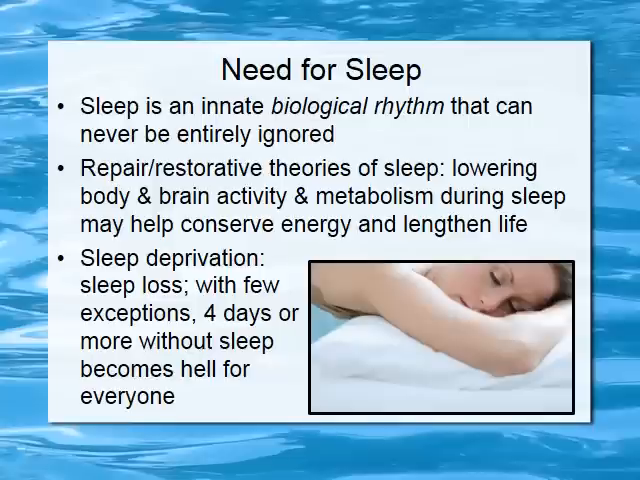 Need for Sleep
• Sleep is an innate biological rhythm that can
never be entirely ignored
• Repair/restorative theories of sleep: lowering
body & brain activity & metabolism during sleep
may help conserve energy and lengthen life
• Sleep deprivation:
sleep loss; with few
exceptions, 4 days or
more without sleep
becomes hell for
everyone